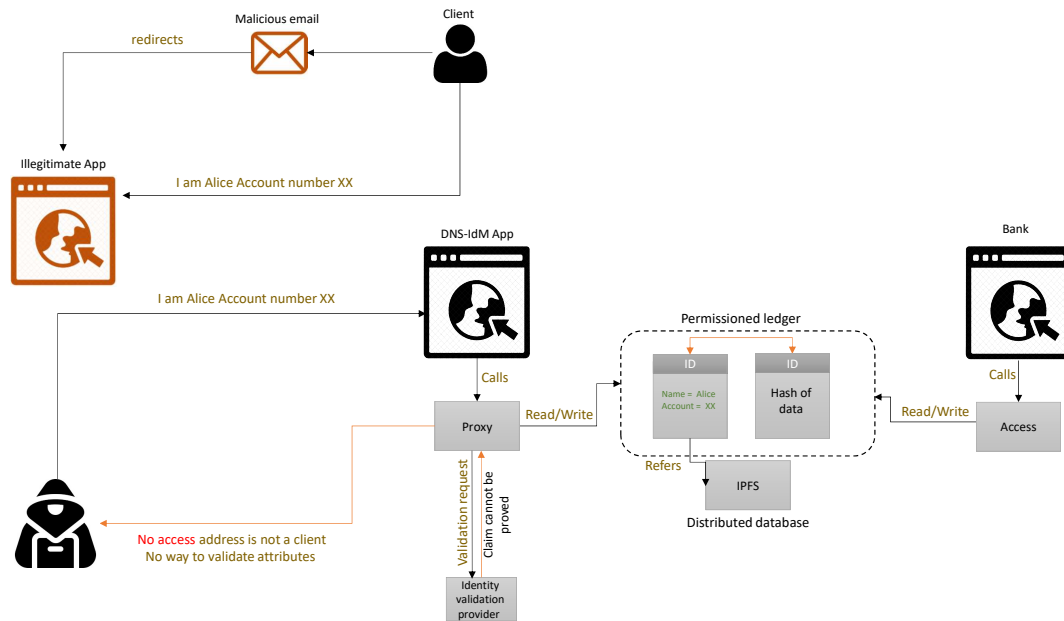 Malicious email
Client
redirects
Illegitimate App
I am Alice Account number XX
DNS-IdM App
Bank
I am Alice Account number XX
Permissioned ledger
ID
ID
Calls
Calls
Name = Alice
Account = XX
Hash of
data
Read/Write
Read/Write
Proxy
Access
Refers
IPFS
Distributed database
Validation request
Claim cannot be
proved
No access address is not a client
No way to validate attributes
Identity
validation
provider